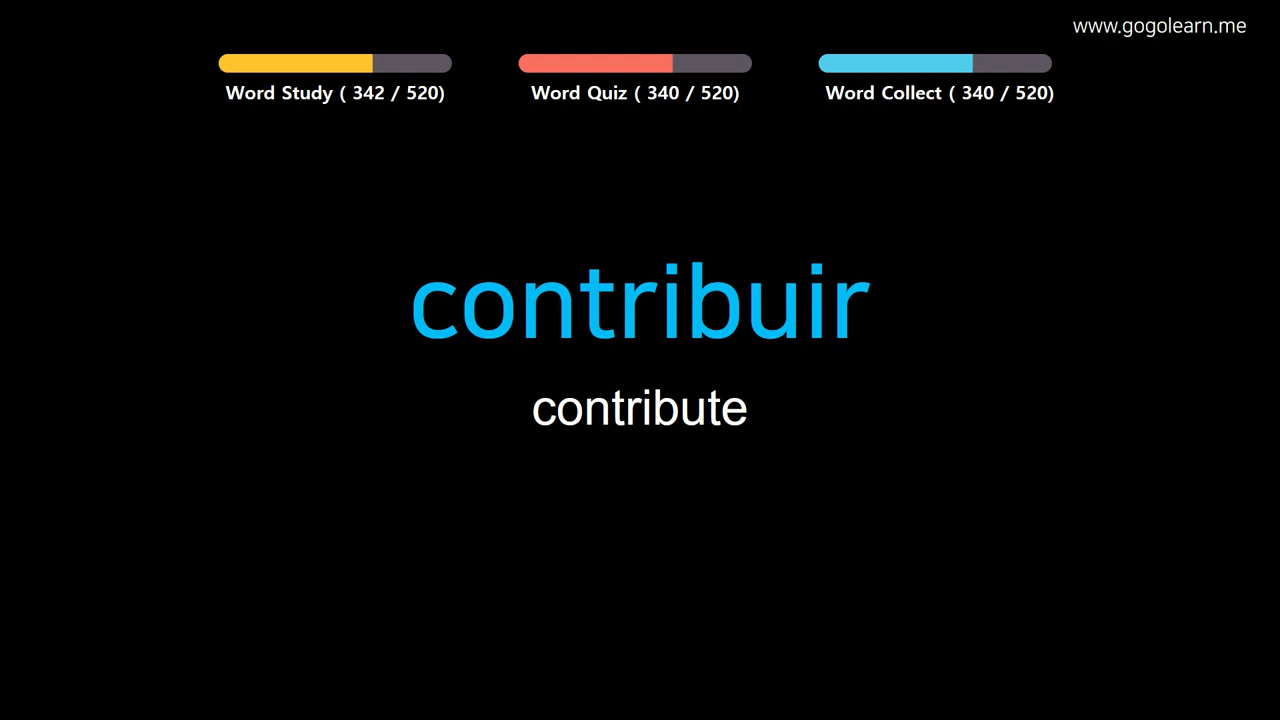 www.gogolearn.me
Word Study ( 342 / 520)
Word Quiz ( 340 / 520)
Word Collect ( 340 / 520)
contribuir
contribute